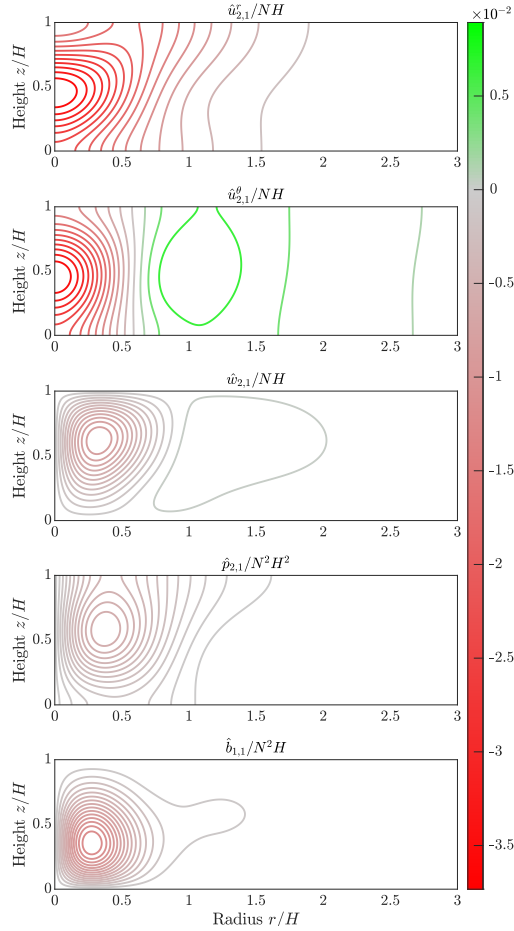 û^r_{2,1}/NH
×10^{-2}
1
0.5
0
Height z/H
0 0.5 1 1.5 2 2.5 3
û^θ_{2,1}/NH
1
0.5
0
Height z/H
0 0.5 1 1.5 2 2.5 3
ŵ_{2,1}/NH
1
0.5
0
Height z/H
0 0.5 1 1.5 2 2.5 3
p̂_{2,1}/N^2H^2
1
0.5
0
Height z/H
0 0.5 1 1.5 2 2.5 3
b̂_{1,1}/N^2H
1
0.5
0
Height z/H
0 0.5 1 1.5 2 2.5 3
Radius r/H
0.5
0
-0.5
-1
-1.5
-2
-2.5
-3
-3.5